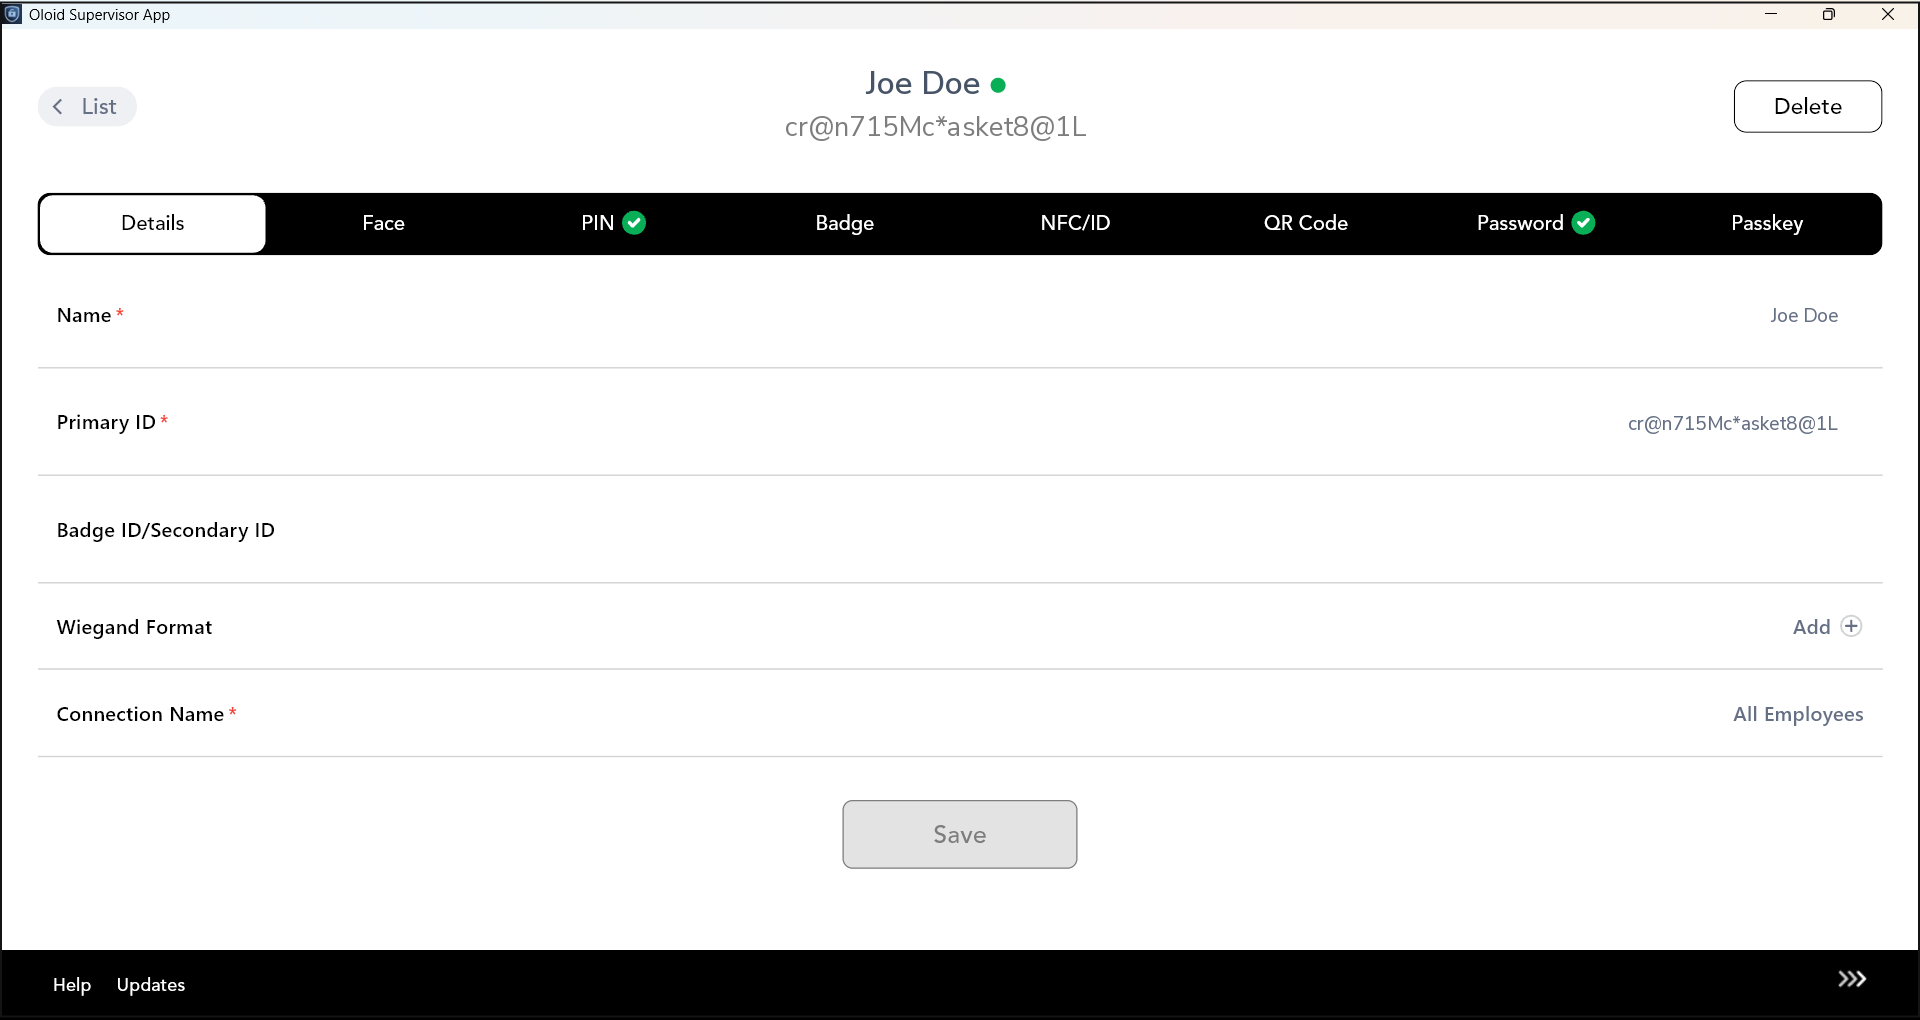 Oloid Supervisor App
List
Joe Doe
cr@n715Mc*asket8@1L
Delete
Details Face PIN Badge NFC/ID QR Code Password Passkey
Name * Joe Doe
Primary ID * cr@n715Mc*asket8@1L
Badge ID/Secondary ID
Wiegand Format Add
Connection Name * All Employees
Save
Help Updates